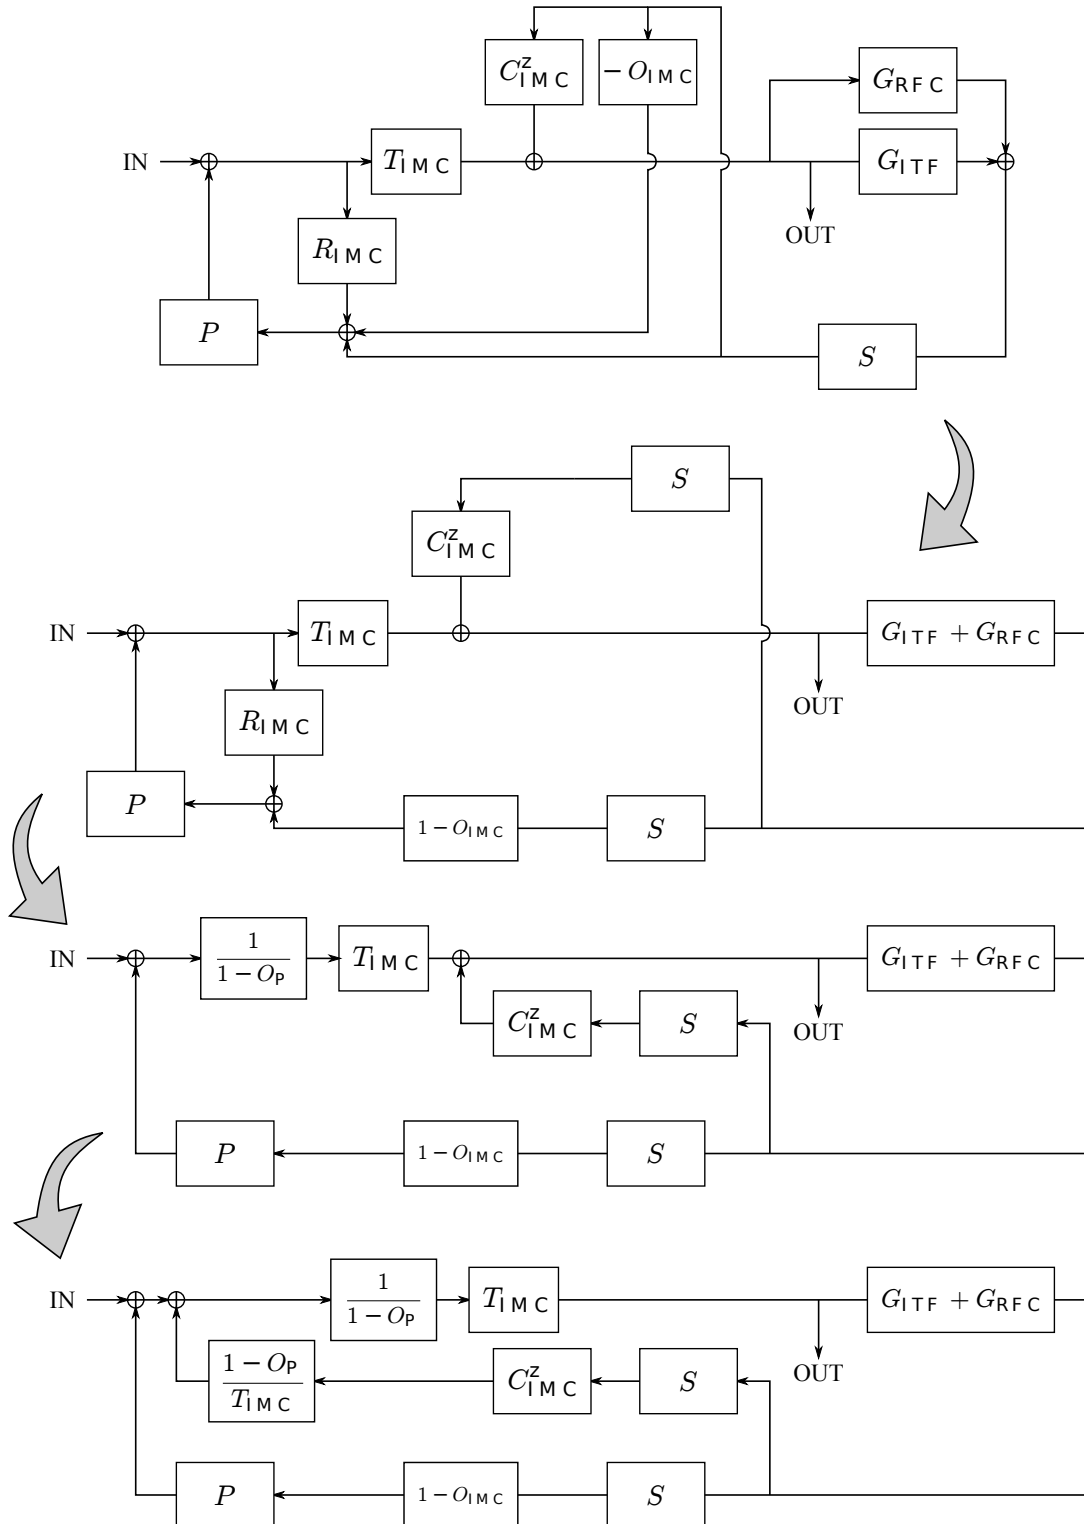 C^z_IMC
− O_IMC
G_RFC
IN
T_IMC
G_ITF
R_IMC
OUT
P
S
S
C^z_IMC
IN
T_IMC
G_ITF + G_RFC
R_IMC
OUT
P
1 − O_IMC
S
IN
1
1 − O_P
T_IMC
G_ITF + G_RFC
C^z_IMC
S
OUT
P
1 − O_IMC
S
IN
1
1 − O_P
T_IMC
G_ITF + G_RFC
1 − O_P
T_IMC
C^z_IMC
S
OUT
P
1 − O_IMC
S